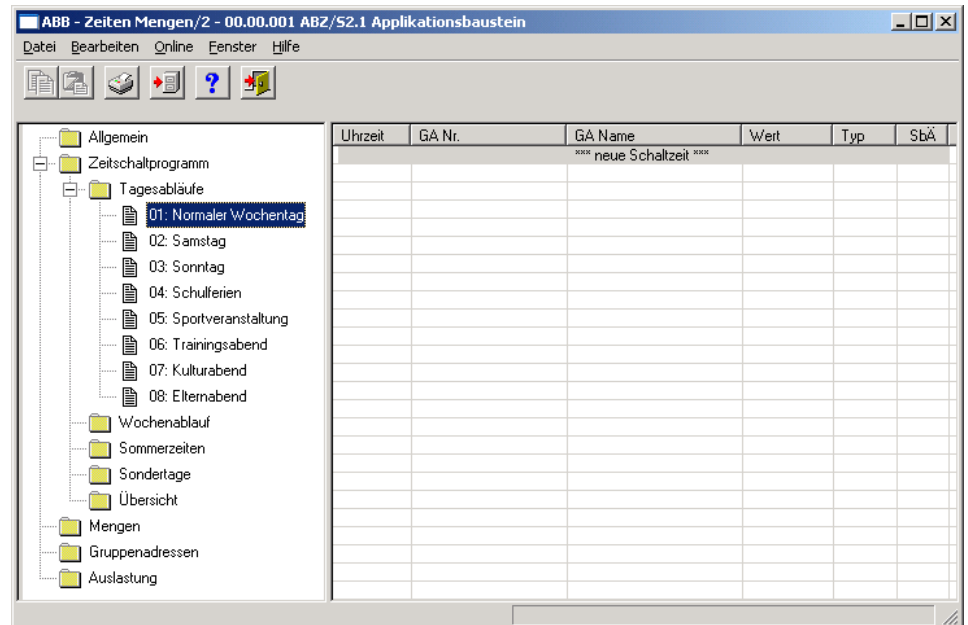 ABB - Zeiten Mengen/2 - 00.00.001 ABZ/S2.1 Applikationsbaustein
Datei Bearbeiten Online Fenster Hilfe
Allgemein
Zeitschaltprogramm
Tagesabläufe
01: Normaler Wochentag
02: Samstag
03: Sonntag
04: Schulferien
05: Sportveranstaltung
06: Trainingsabend
07: Kulturabend
08: Elternabend
Wochenablauf
Sommerzeiten
Sondertage
Übersicht
Mengen
Gruppenadressen
Auslastung
Uhrzeit GA Nr. GA Name Wert Typ SbÄ
*** neue Schaltzeit ***